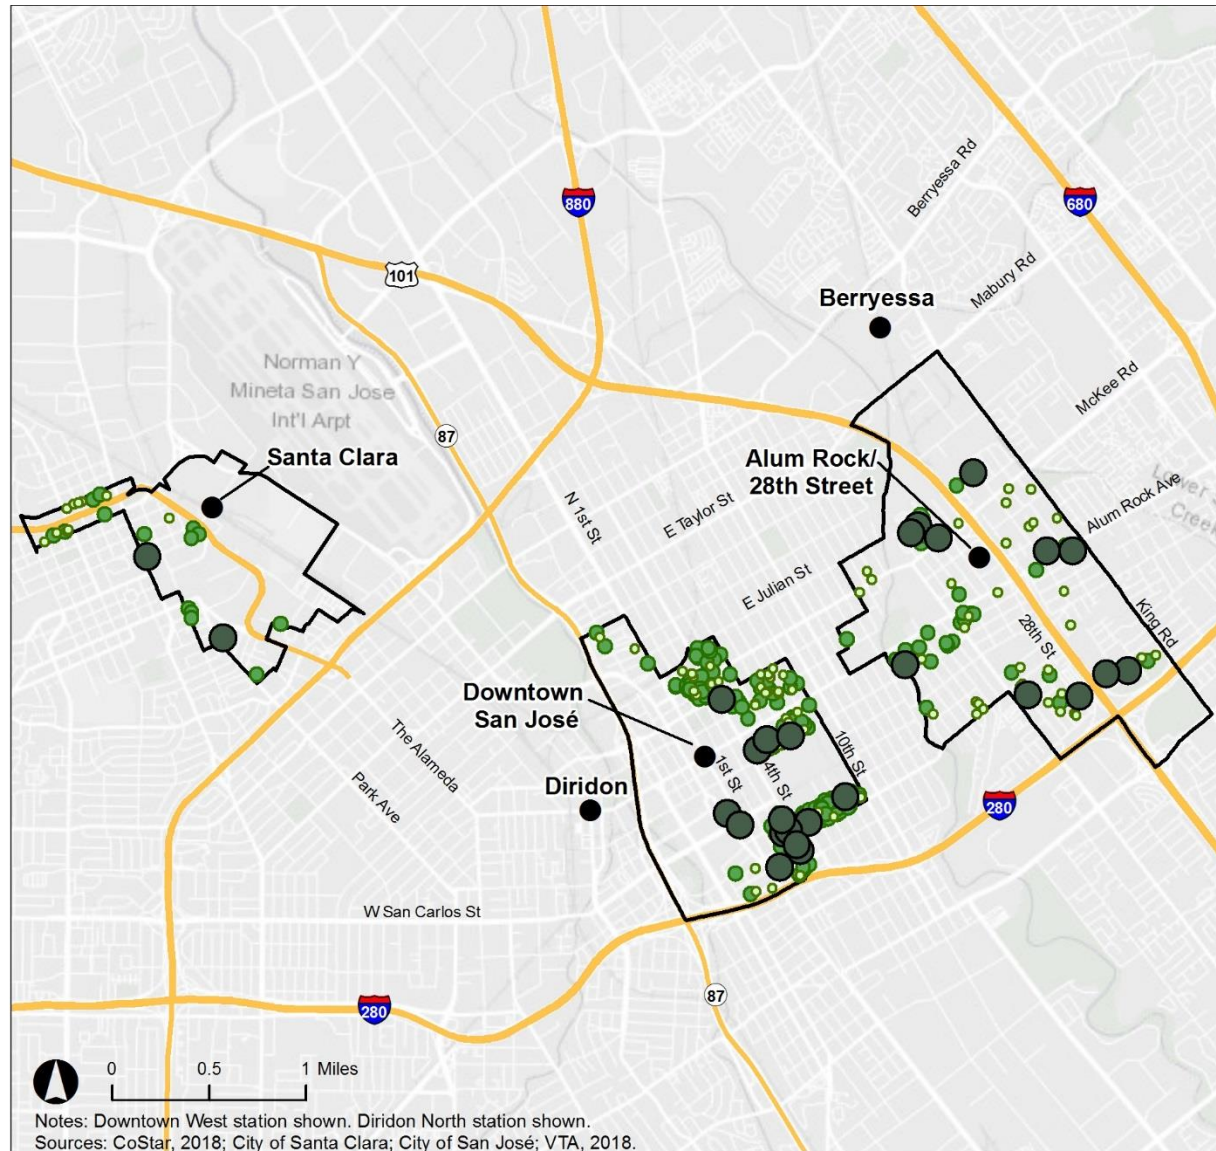 Berryessa Rd
880
680
101
Mabury Rd
Berryessa
Norman Y
Mineta San Jose
Int'l Arpt
McKee Rd
87
Santa Clara
Alum Rock/
28th Street
Lower
Creek
Alum Rock Ave
N 1st St
E Taylor St
E Julian St
King Rd
28th St
Downtown
San José
10th St
The Alameda
1st St
4th St
Park Ave
Diridon
280
W San Carlos St
87
280
0 0.5 1 Miles
Notes: Downtown West station shown. Diridon North station shown.
Sources: CoStar, 2018; City of Santa Clara; City of San José; VTA, 2018.